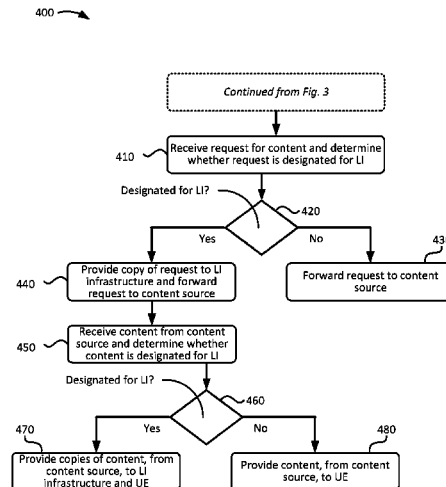 400
Continued from Fig. 3
410
Receive request for content and determine
whether request is designated for LI
Designated for LI?
420
Yes
No
430
440
Provide copy of request to LI
infrastructure and forward
request to content source
Forward request to content
source
450
Receive content from content
source and determine whether
content is designated for LI
Designated for LI?
460
Yes
No
470
480
Provide copies of content, from
content source, to LI
infrastructure and UE
Provide content, from content
source, to UE